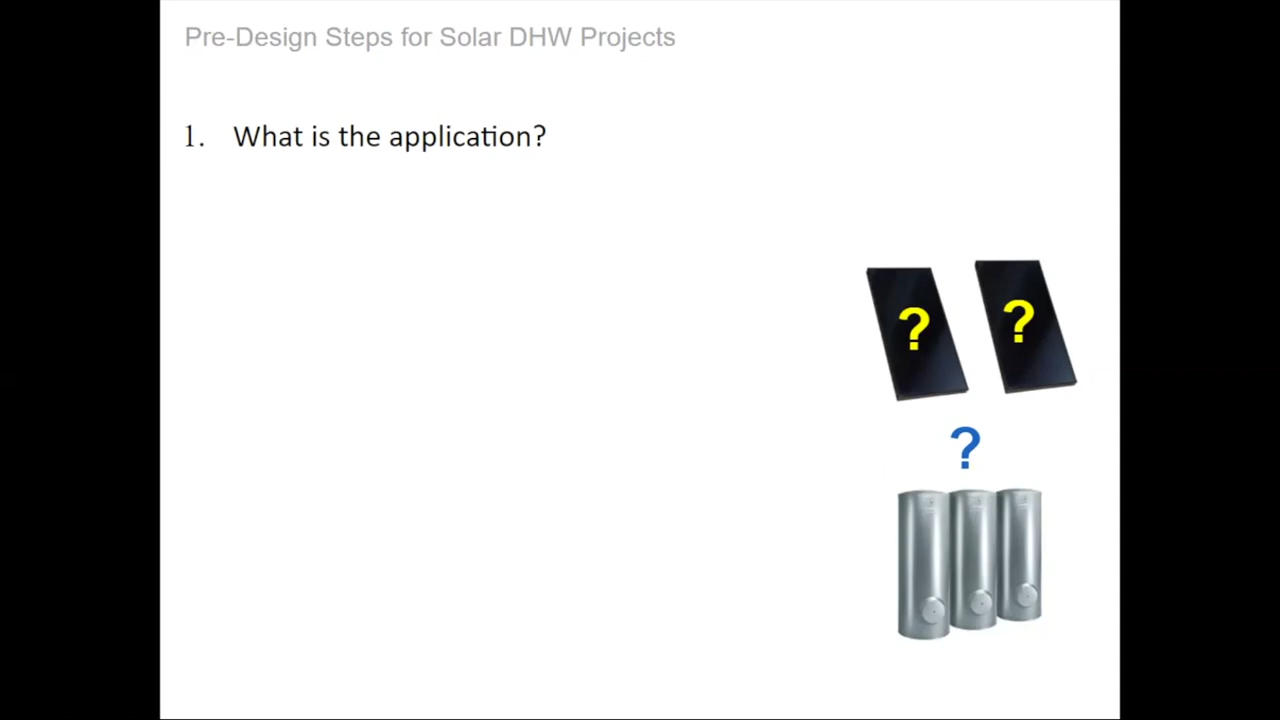 Pre-Design Steps for Solar DHW Projects
1. What is the application?
? ?
?